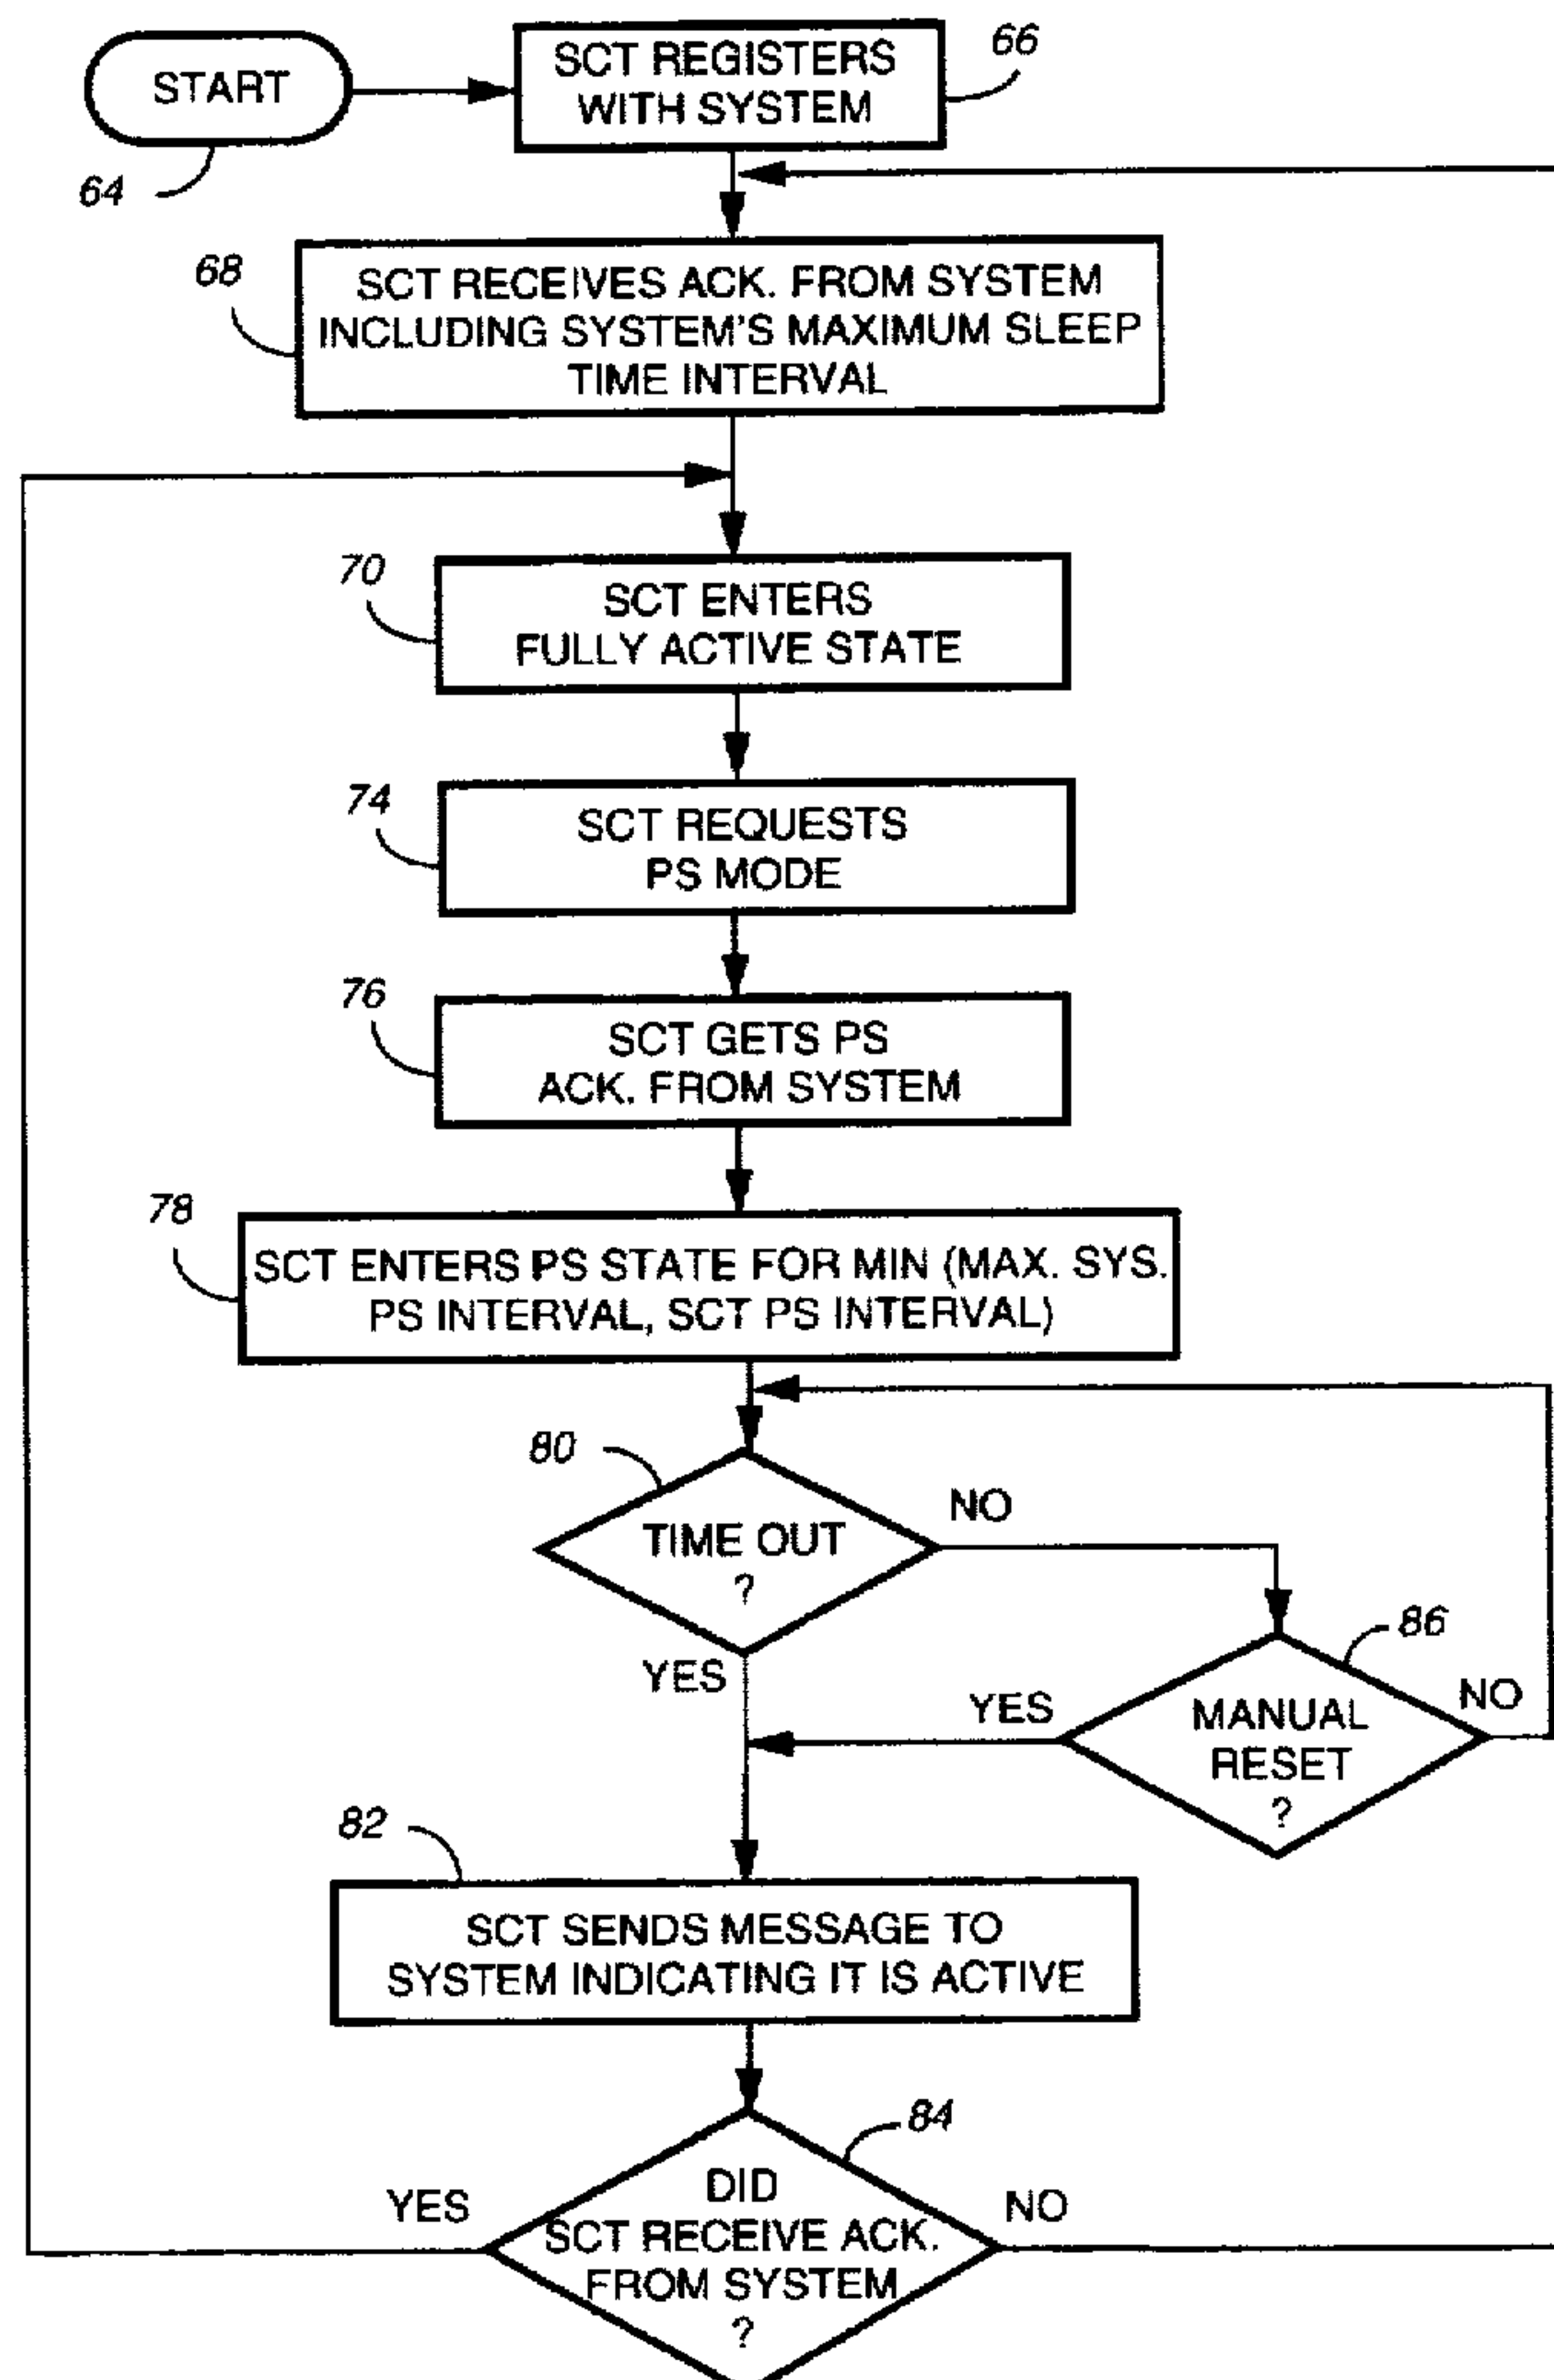 START
64
SCT REGISTERS
WITH SYSTEM
66
68
SCT RECEIVES ACK. FROM SYSTEM
INCLUDING SYSTEM'S MAXIMUM SLEEP
TIME INTERVAL
70
SCT ENTERS
FULLY ACTIVE STATE
74
SCT REQUESTS
PS MODE
76
SCT GETS PS
ACK. FROM SYSTEM
78
SCT ENTERS PS STATE FOR MIN (MAX. SYS.
PS INTERVAL, SCT PS INTERVAL)
80
TIME OUT
?
NO
YES
86
MANUAL
RESET
?
YES
NO
82
SCT SENDS MESSAGE TO
SYSTEM INDICATING IT IS ACTIVE
84
DID
SCT RECEIVE ACK.
FROM SYSTEM
?
YES
NO